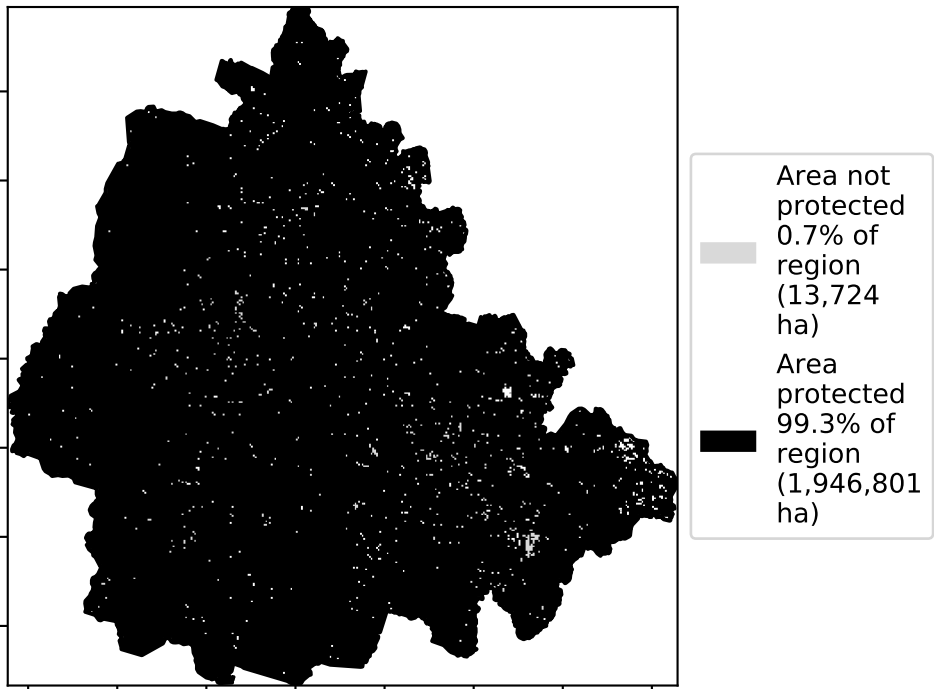 Area not
protected
0.7% of
region
(13,724
ha)
Area
protected
99.3% of
region
(1,946,801
ha)